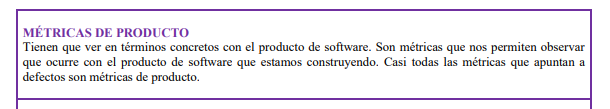 MÉTRICAS DE PRODUCTO
Tienen que ver en términos concretos con el producto de software. Son métricas que nos permiten observar
que ocurre con el producto de software que estamos construyendo. Casi todas las métricas que apuntan a
defectos son métricas de producto.